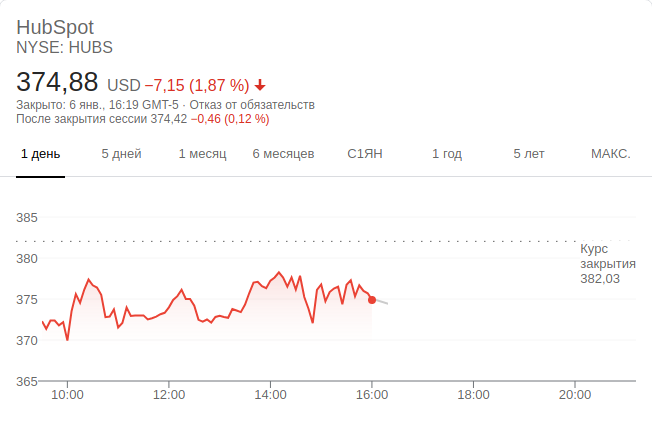 HubSpot
NYSE: HUBS
374,88 USD −7,15 (1,87 %)
Закрыто: 6 янв., 16:19 GMT-5 · Отказ от обязательств
После закрытия сессии 374,42 −0,46 (0,12 %)
1 день 5 дней 1 месяц 6 месяцев С1ЯН 1 год 5 лет МАКС.
385
Курс
закрытия
382,03
380
375
370
365
10:00 12:00 14:00 16:00 18:00 20:00